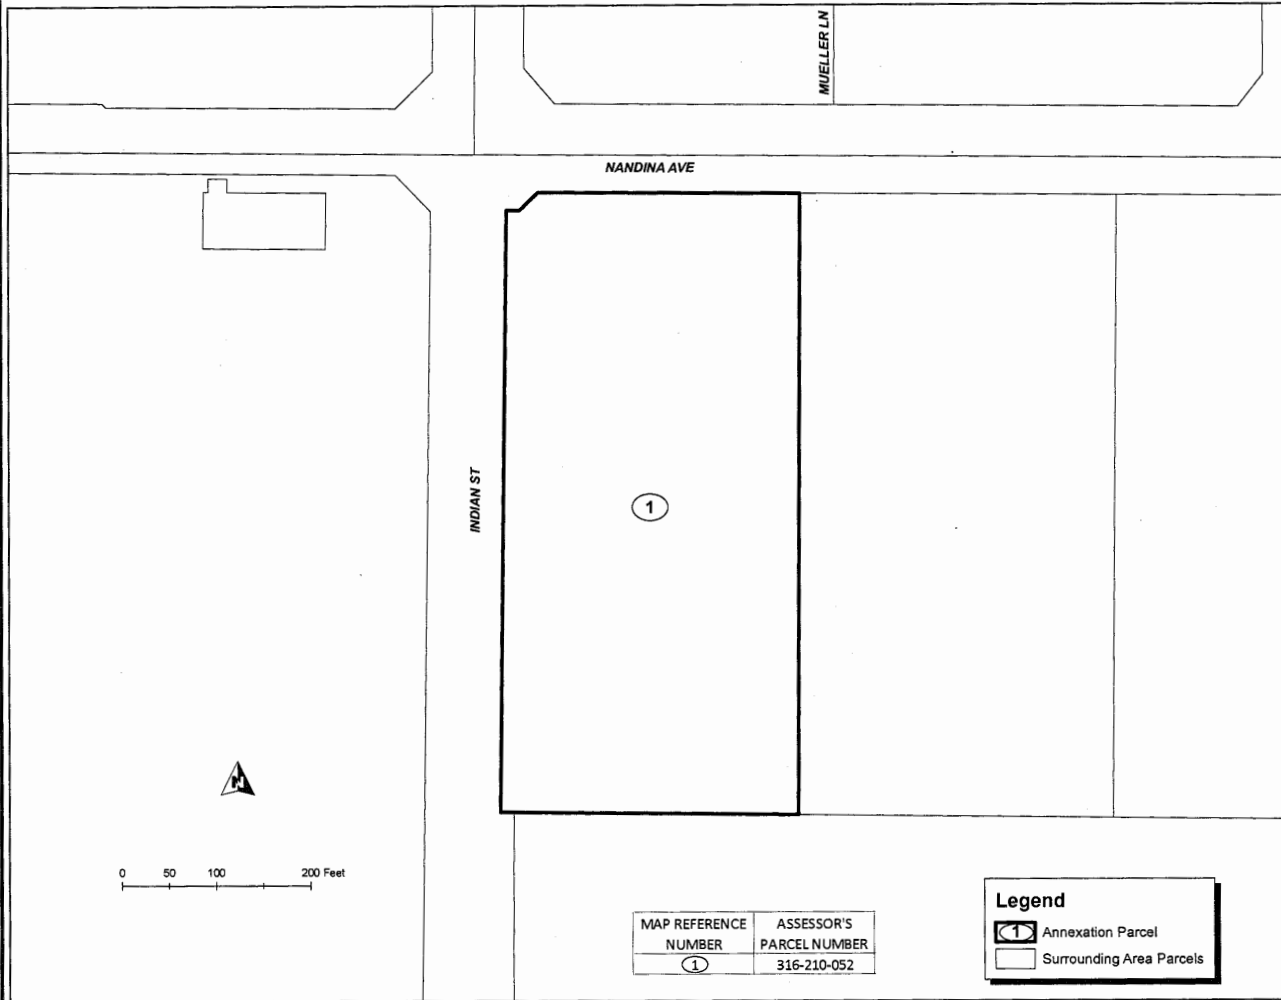 MUELLER LN
NANDINA AVE
INDIAN ST
1
N
0 50 100 200 Feet
MAP REFERENCE NUMBER ASSESSOR'S PARCEL NUMBER
1 316-210-052
Legend
1 Annexation Parcel
Surrounding Area Parcels